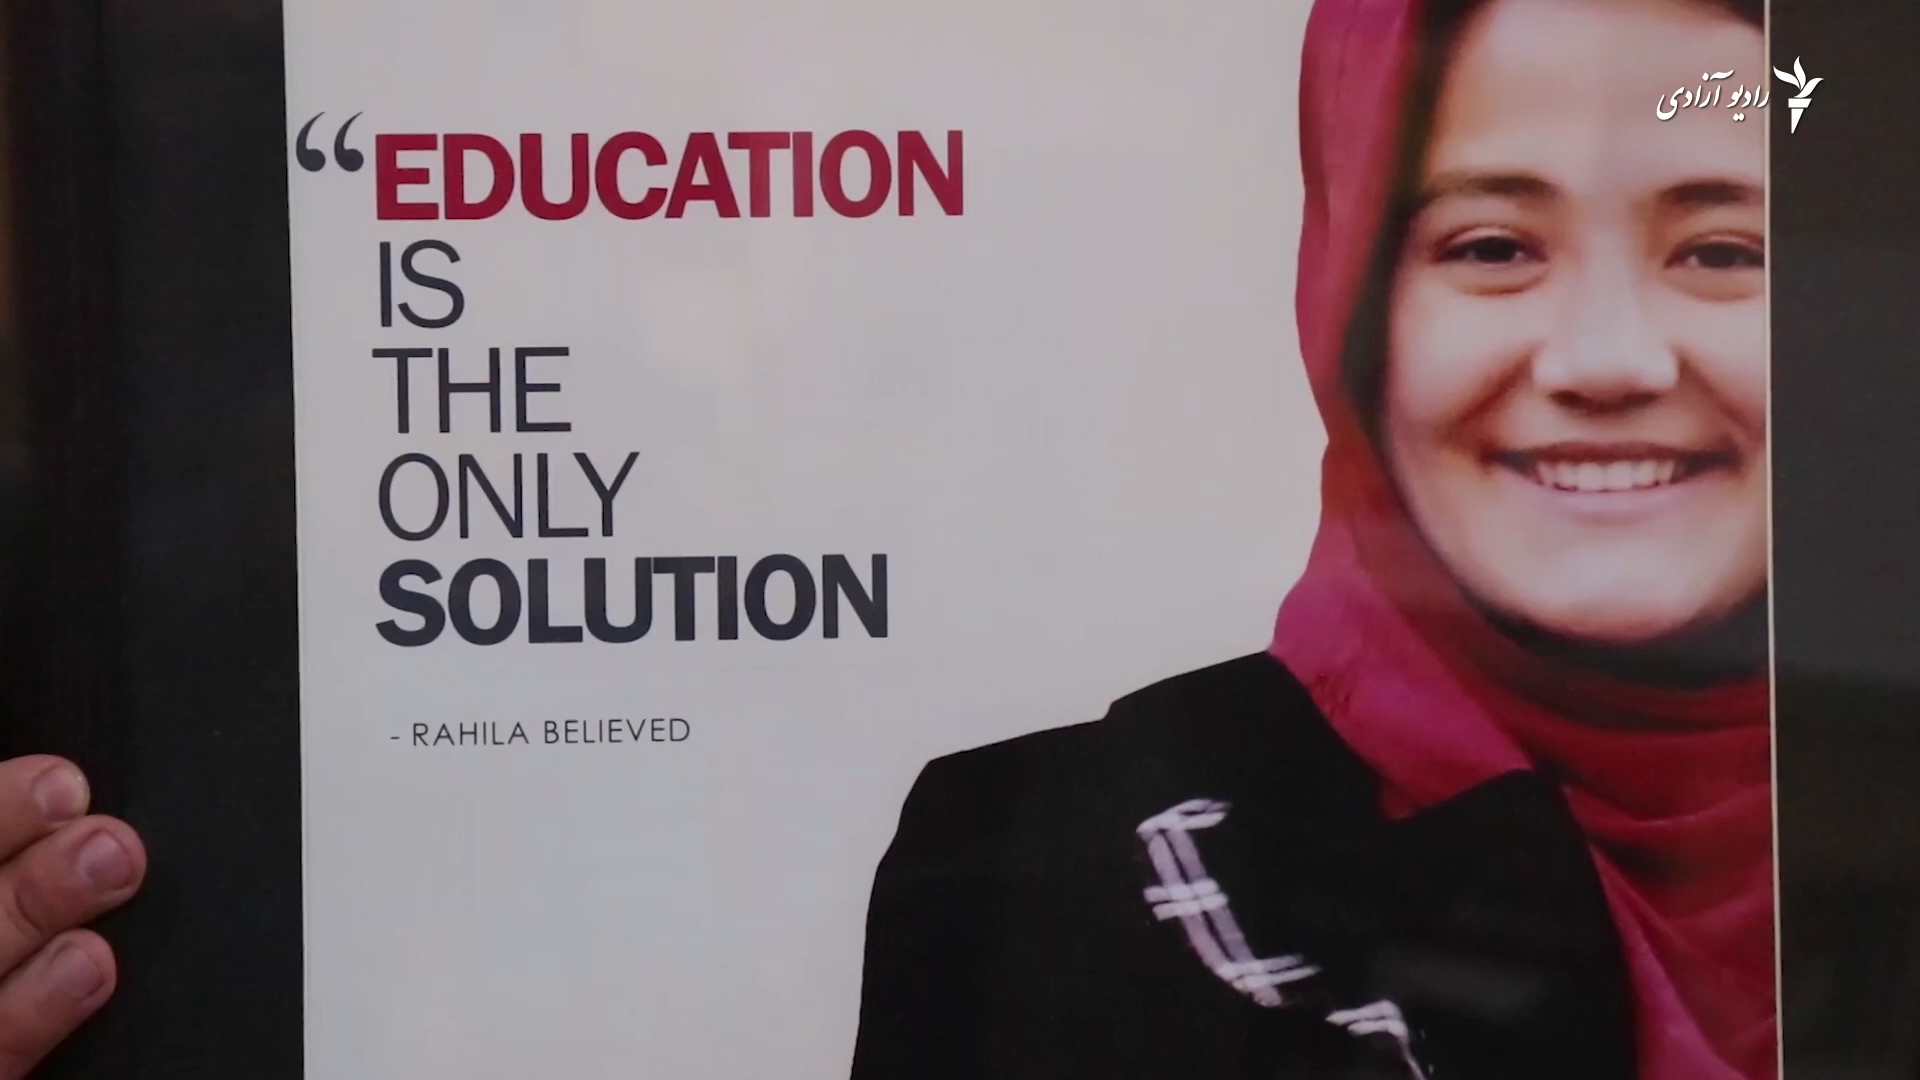 رادیو آزادی
“EDUCATION
IS
THE
ONLY
SOLUTION
- RAHILA BELIEVED